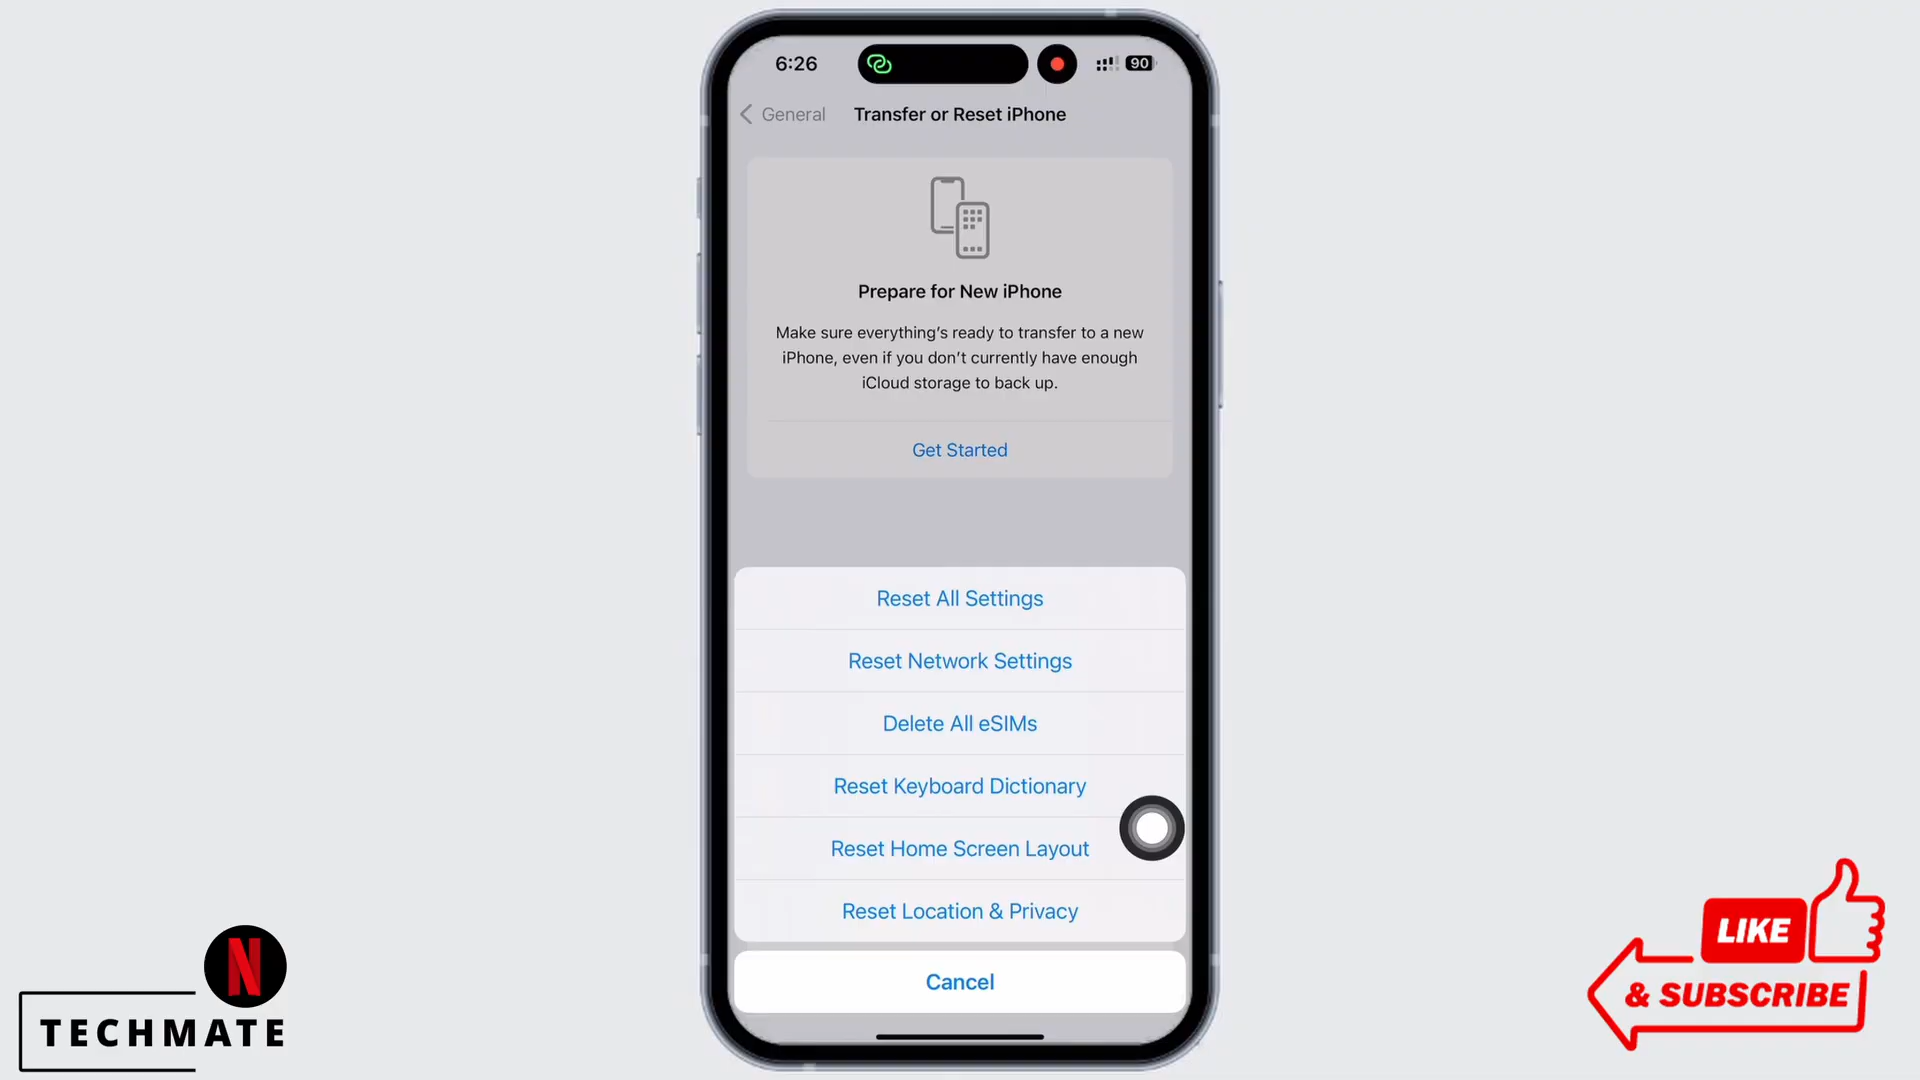 6:26
90
General
Transfer or Reset iPhone
Prepare for New iPhone
Make sure everything's ready to transfer to a new
iPhone, even if you don't currently have enough
iCloud storage to back up.
Get Started
Reset All Settings
Reset Network Settings
Delete All eSIMs
Reset Keyboard Dictionary
Reset Home Screen Layout
Reset Location & Privacy
Cancel
N
TECHMATE
LIKE
& SUBSCRIBE